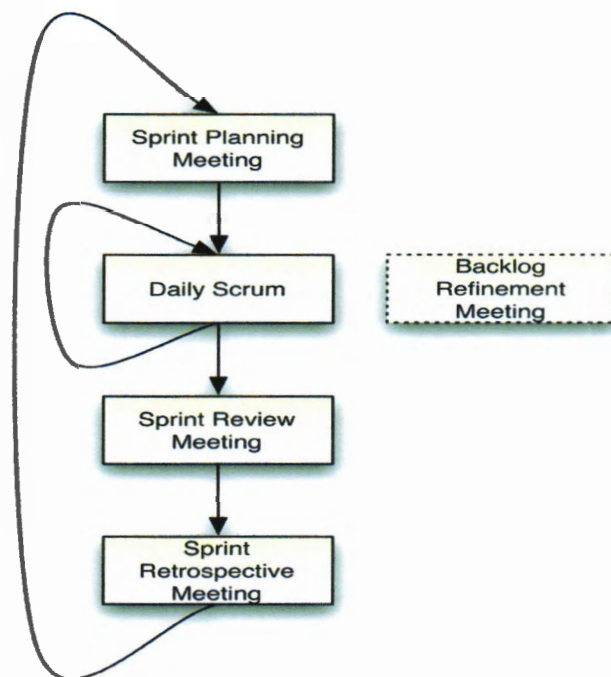 Sprint Planning
Meeting
Daily Scrum
Backlog
Refinement
Meeting
Sprint Review
Meeting
Sprint
Retrospective
Meeting